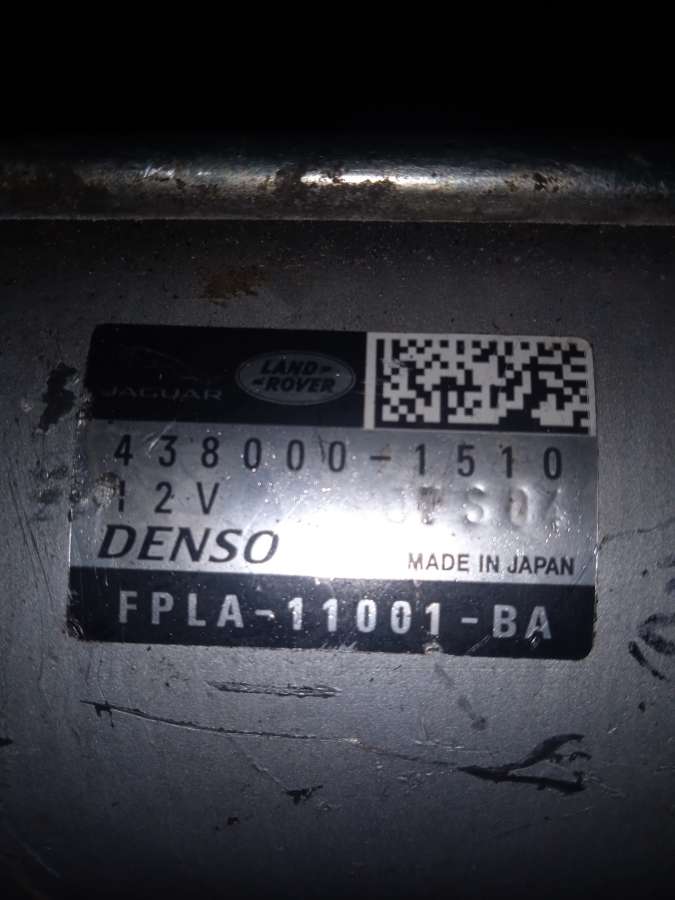 JAGUAR
LAND
ROVER
438000-1510
12V
DENSO
MADE IN JAPAN
FPLA-11001-BA